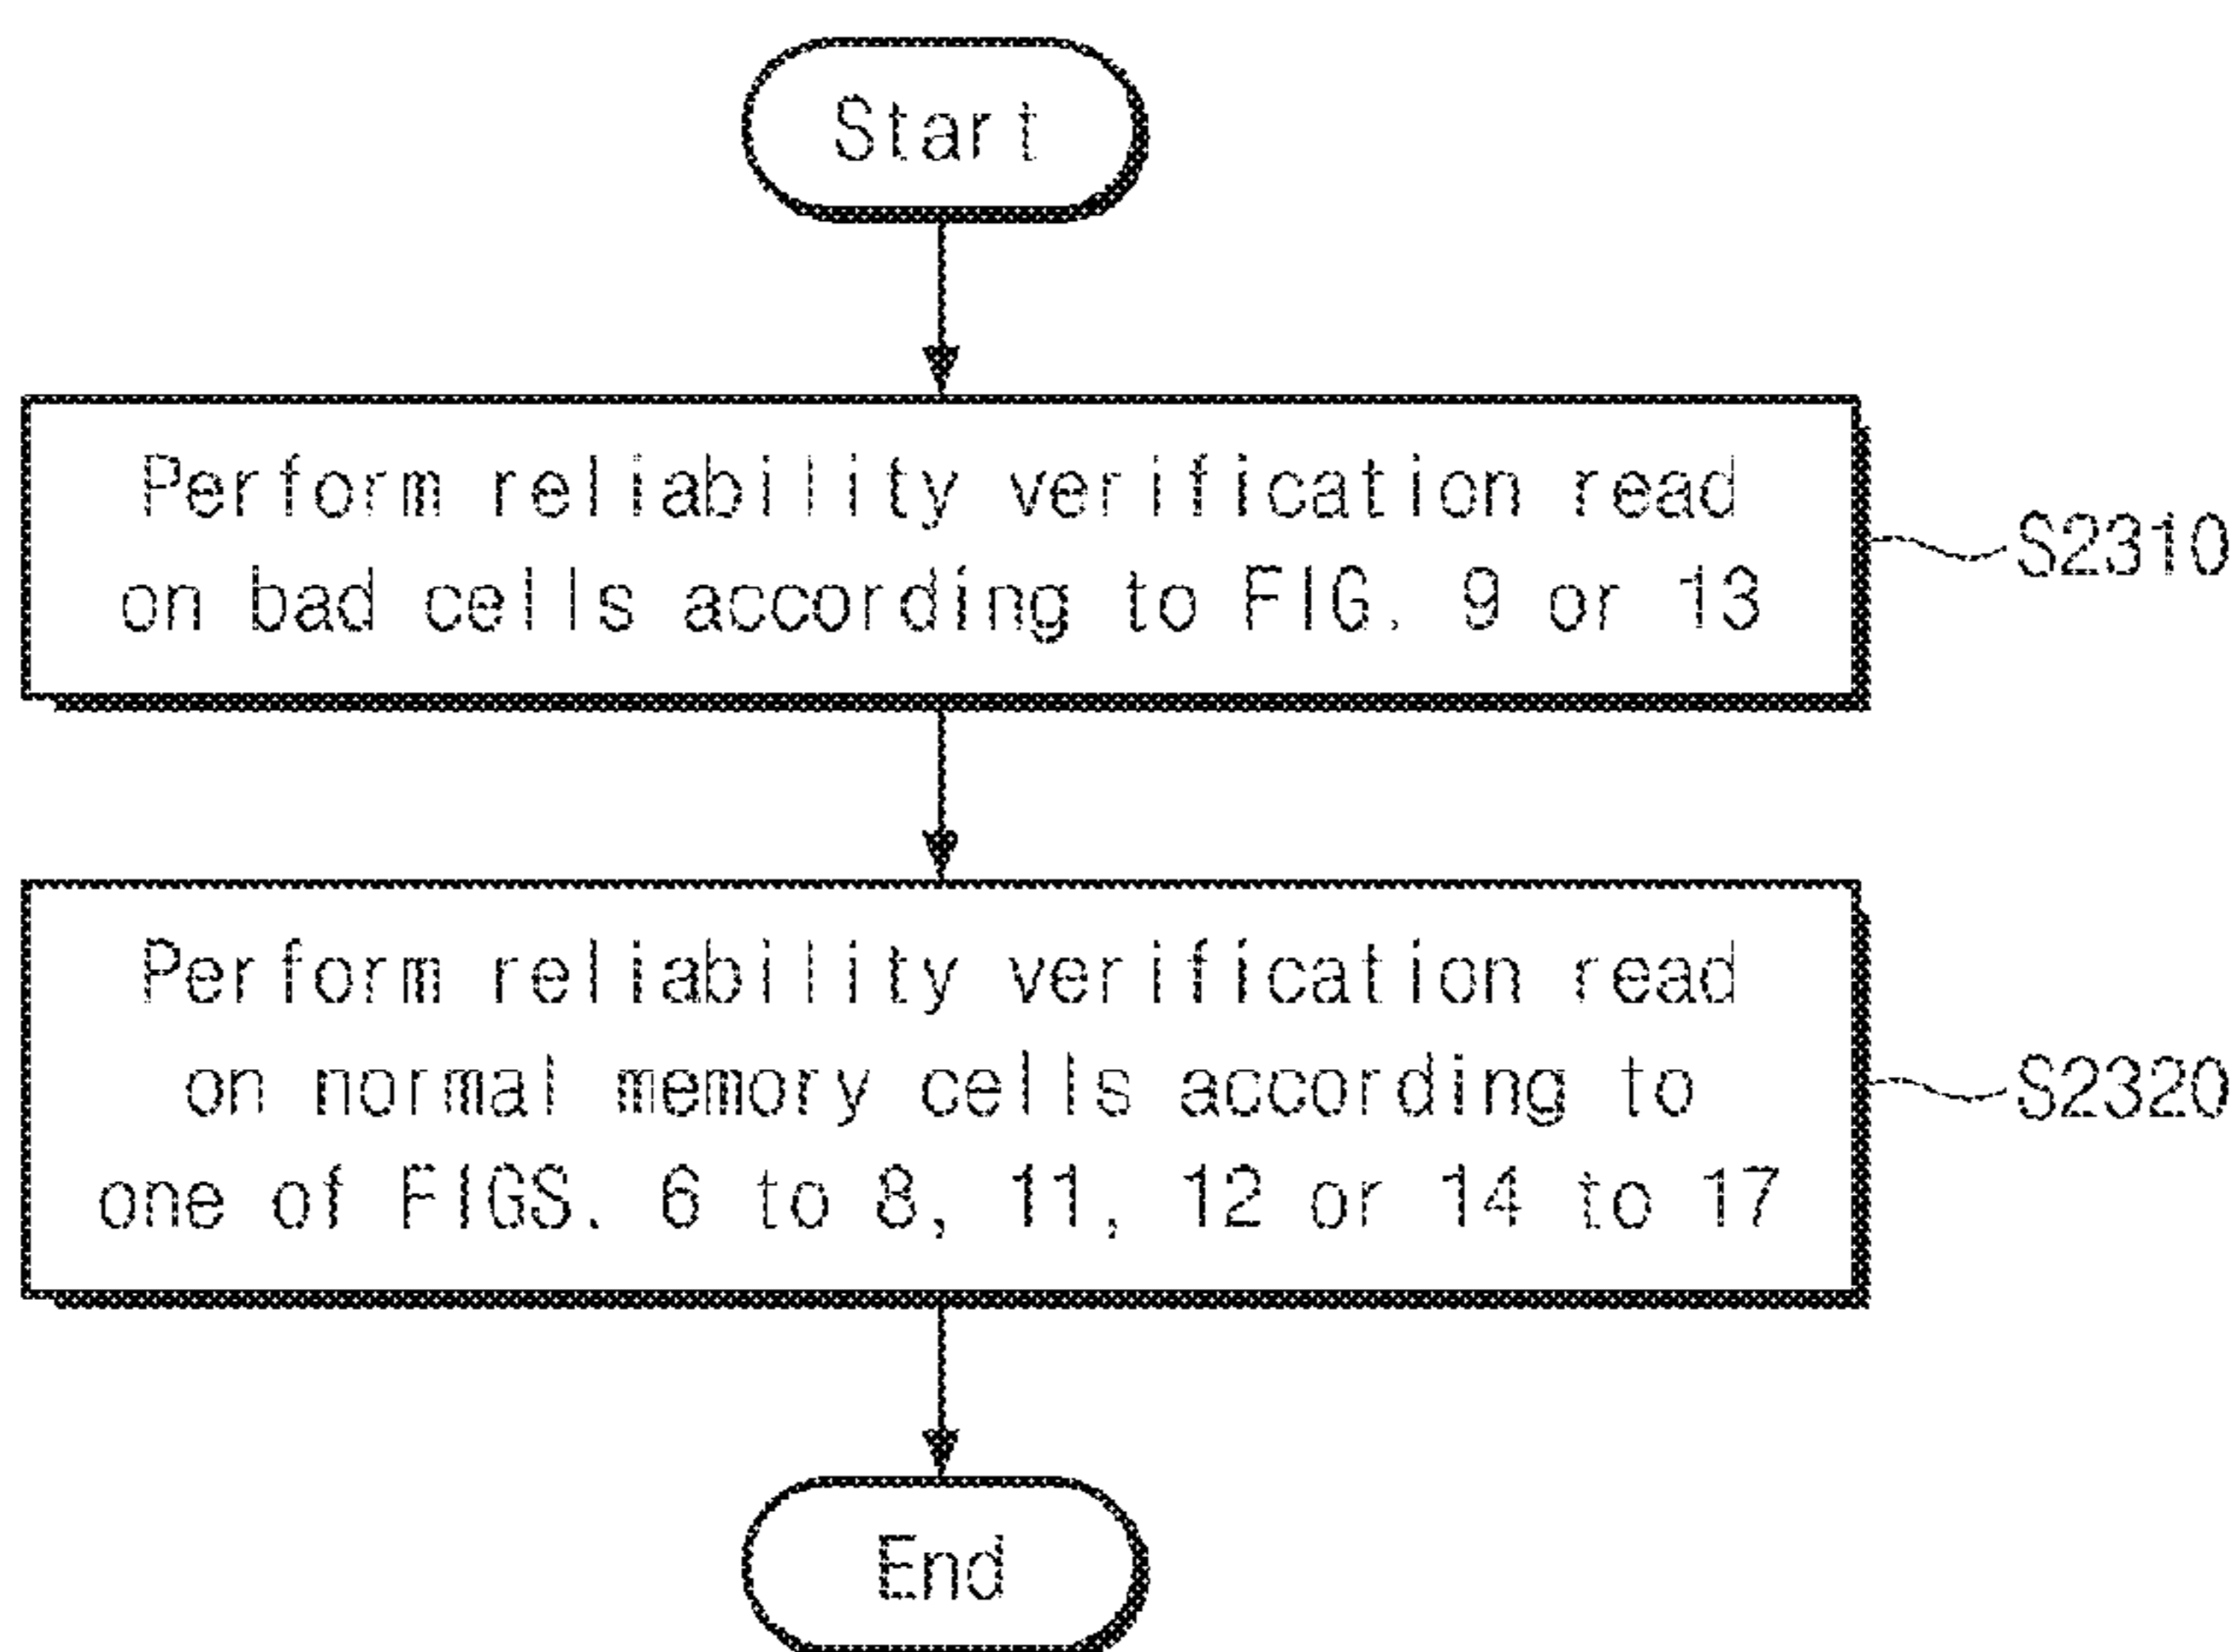 Start
Perform reliability verification read
on bad cells according to FIG. 9 or 13
S2310
Perform reliability verification read
on normal memory cells according to
one of FIGS. 6 to 8, 11, 12 or 14 to 17
S2320
End